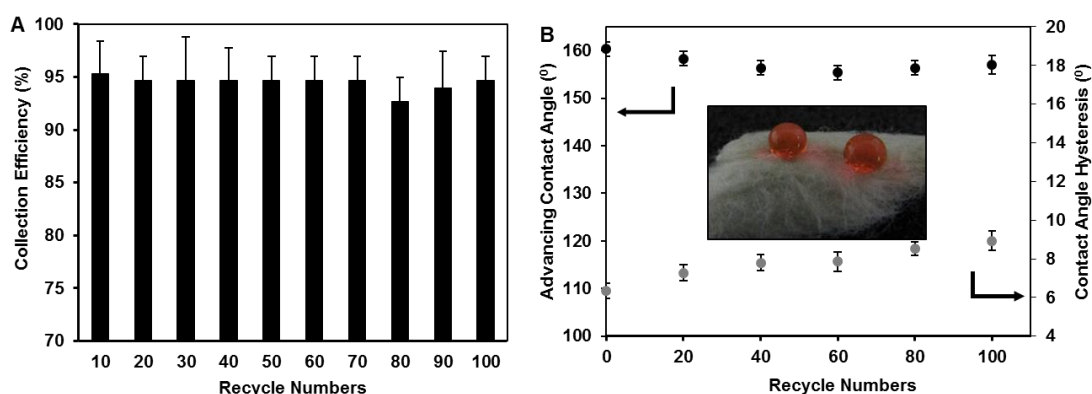 A
100
95
90
85
80
75
70
Collection Efficiency (%)
10 20 30 40 50 60 70 80 90 100
Recycle Numbers
B
160
150
140
130
120
110
100
Advancing Contact Angle (⁰)
20
18
16
14
12
10
8
6
4
Contact Angle Hysteresis (⁰)
0 20 40 60 80 100
Recycle Numbers